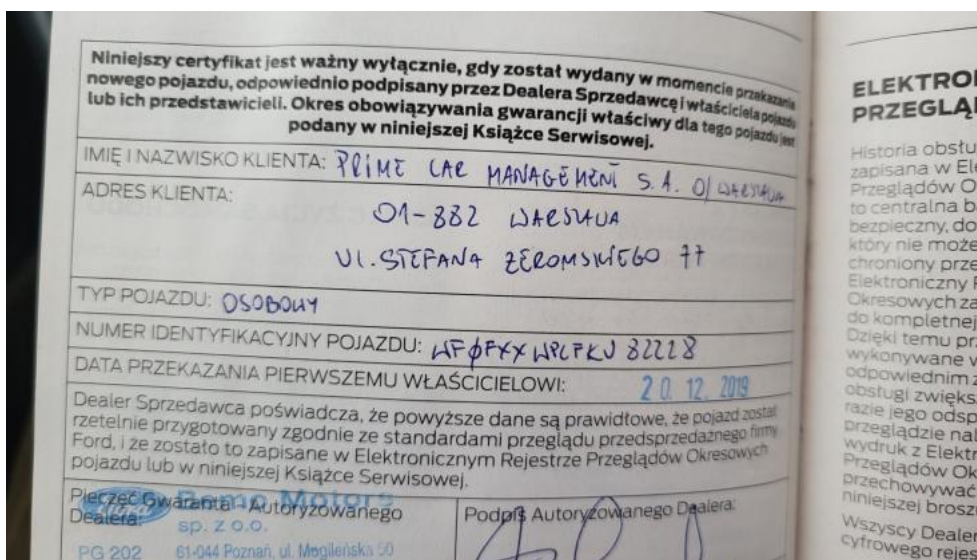 Niniejszy certyfikat jest ważny wyłącznie, gdy został wydany w momencie przekazania
nowego pojazdu, odpowiednio podpisany przez Dealera Sprzedawcę i właściciela pojazdu
lub ich przedstawicieli. Okres obowiązywania gwarancji właściwy dla tego pojazdu jest
podany w niniejszej Książce Serwisowej.
IMIĘ I NAZWISKO KLIENTA: PRIME CAR MANAGEMENT S.A. O/WARSZAWA
ADRES KLIENTA:
01-882 WARSZAWA
UL. STEFANA ŻEROMSKIEGO 77
TYP POJAZDU: OSOBOWY
NUMER IDENTYFIKACYJNY POJAZDU: WF0FXXWPCFKU82228
DATA PRZEKAZANIA PIERWSZEMU WŁAŚCICIELOWI: 20. 12. 2019
Dealer Sprzedawca poświadcza, że powyższe dane są prawidłowe, że pojazd został
rzetelnie przygotowany zgodnie ze standardami przeglądu przedsprzedażnego firmy
Ford, i że zostało to zapisane w Elektronicznym Rejestrze Przeglądów Okresowych
pojazdu lub w niniejszej Książce Serwisowej.
Pieczęć Gwaranta - Autoryzowanego
Dealera:
Bemo Motors
sp. z o.o.
PG 202 61-044 Poznań, ul. Mogileńska 50
Podpis Autoryzowanego Dealera:
ELEKTRO
PRZEGLĄ
Historia obsłu
zapisana w Ele
Przeglądów O
to centralna b
bezpieczny, do
który nie może
chroniony prze
Elektroniczny
Okresowych za
do kompletnej
Dzięki temu pr
wykonywane w
odpowiednim z
obsługi zwięks
razie jego odsp
przeglądzie nal
wydruk z Elektr
Przeglądów Ok
przechowywać
niniejszej brosz
Wszyscy Deale
cyfrowego rejes